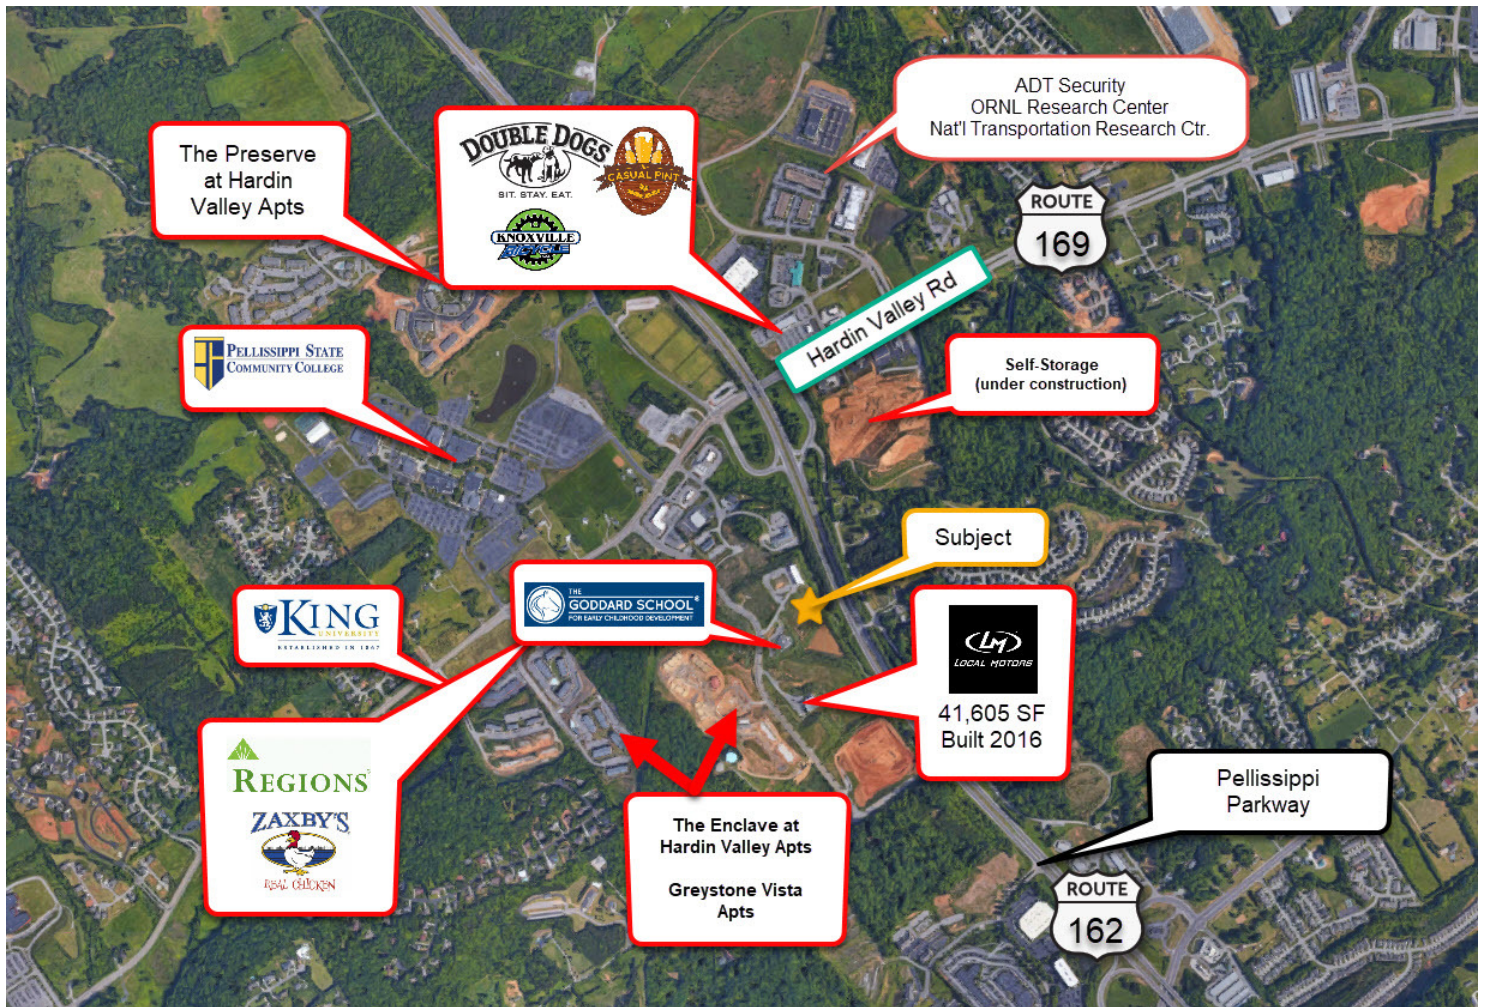 ADT Security
ORNL Research Center
Nat'l Transportation Research Ctr.
The Preserve
at Hardin
Valley Apts
DOUBLE DOGS
SIT. STAY. EAT.
CASUAL PINT
KNOXVILLE
BICYCLE
ROUTE
169
Hardin Valley Rd
PELLISSIPPI STATE
COMMUNITY COLLEGE
Self-Storage
(under construction)
Subject
THE
GODDARD SCHOOL®
FOR EARLY CHILDHOOD DEVELOPMENT
KING
UNIVERSITY
ESTABLISHED IN 1867
LM
LOCAL MOTORS
41,605 SF
Built 2016
REGIONS
ZAXBY'S
REAL CHICKEN
Pellissippi
Parkway
The Enclave at
Hardin Valley Apts
Greystone Vista
Apts
ROUTE
162